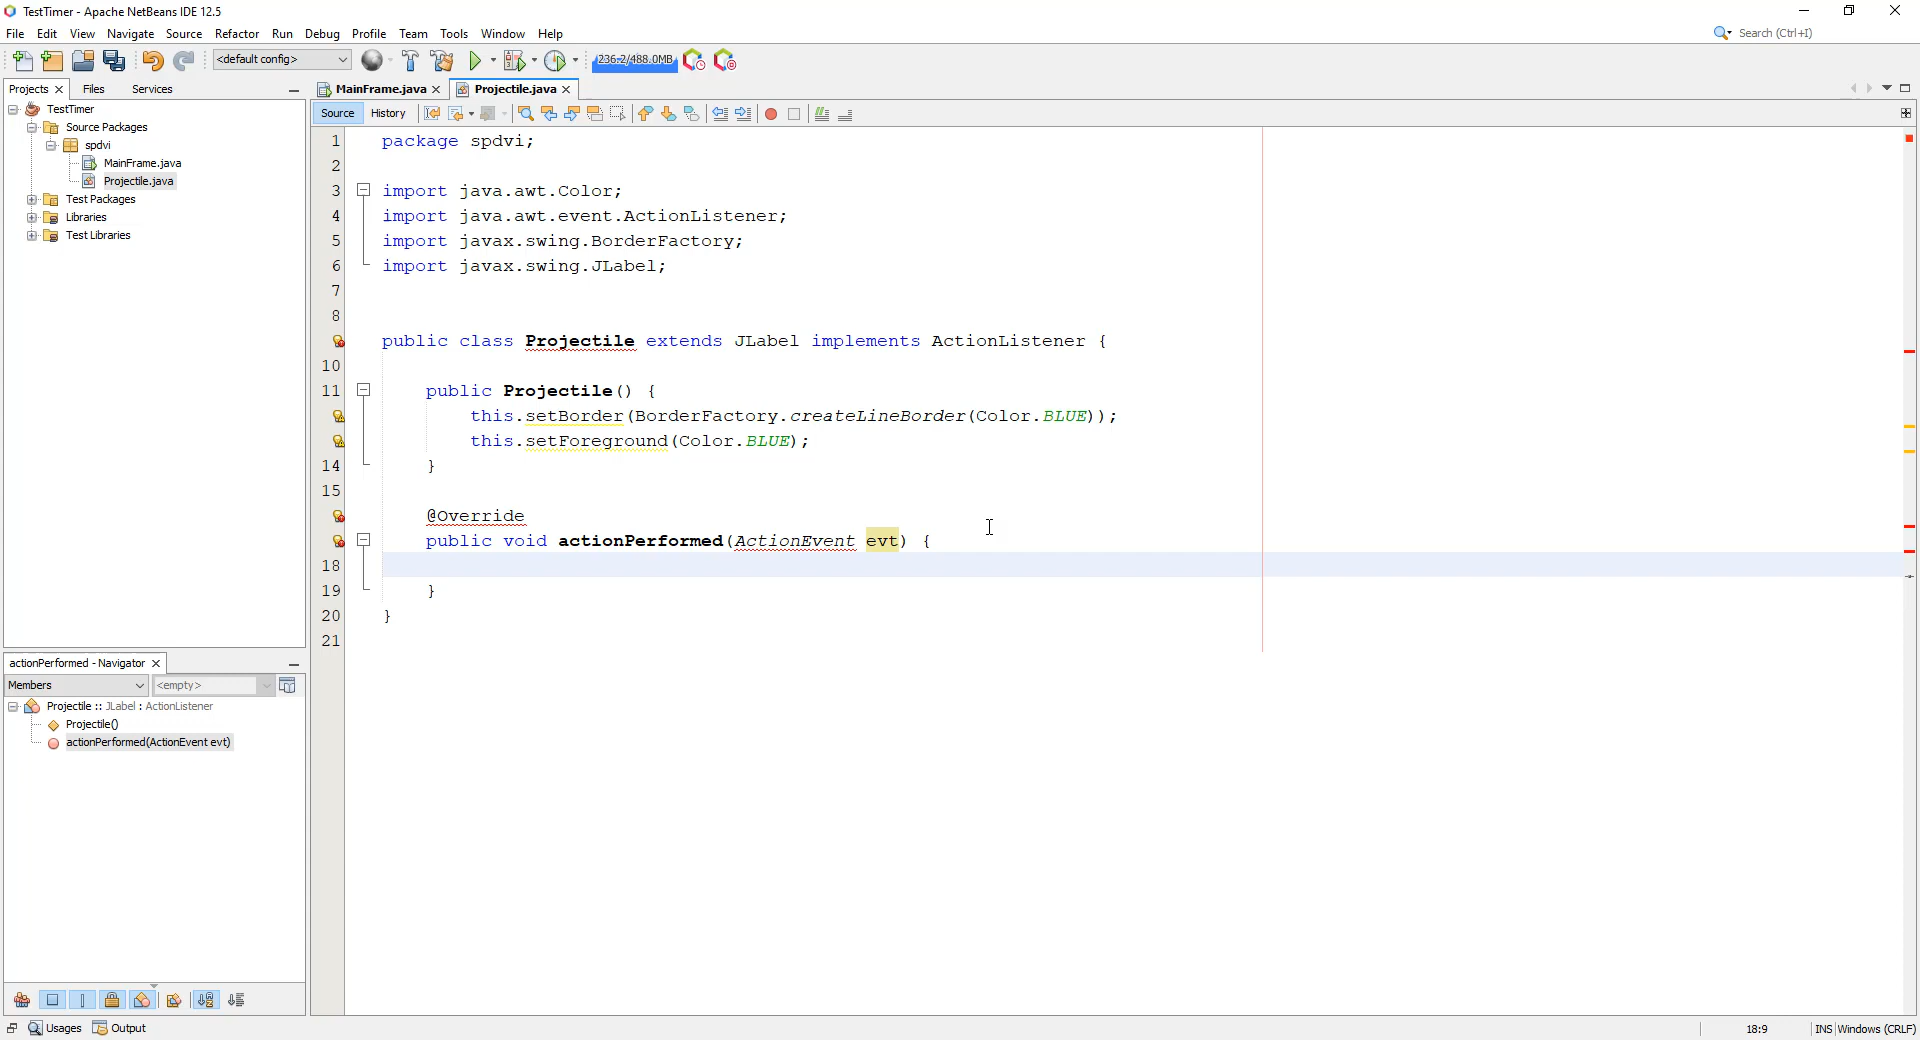 TestTimer - Apache NetBeans IDE 12.5
File Edit View Navigate Source Refactor Run Debug Profile Team Tools Window Help
Search (Ctrl+I)
<default config>
236.2/488.0MB
Projects Files Services
MainFrame.java Projectile.java
Source History
TestTimer
Source Packages
spdvi
MainFrame.java
Projectile.java
Test Packages
Libraries
Test Libraries
1 package spdvi;
2
3 import java.awt.Color;
4 import java.awt.event.ActionListener;
5 import javax.swing.BorderFactory;
6 import javax.swing.JLabel;
7
8
public class Projectile extends JLabel implements ActionListener {
10
11 public Projectile() {
this.setBorder(BorderFactory.createLineBorder(Color.BLUE));
this.setForeground(Color.BLUE);
14 }
15
@Override
public void actionPerformed(ActionEvent evt) {
18
19 }
20 }
21
actionPerformed - Navigator
Members <empty>
Projectile :: JLabel : ActionListener
Projectile()
actionPerformed(ActionEvent evt)
Usages Output
18:9 INS Windows (CRLF)